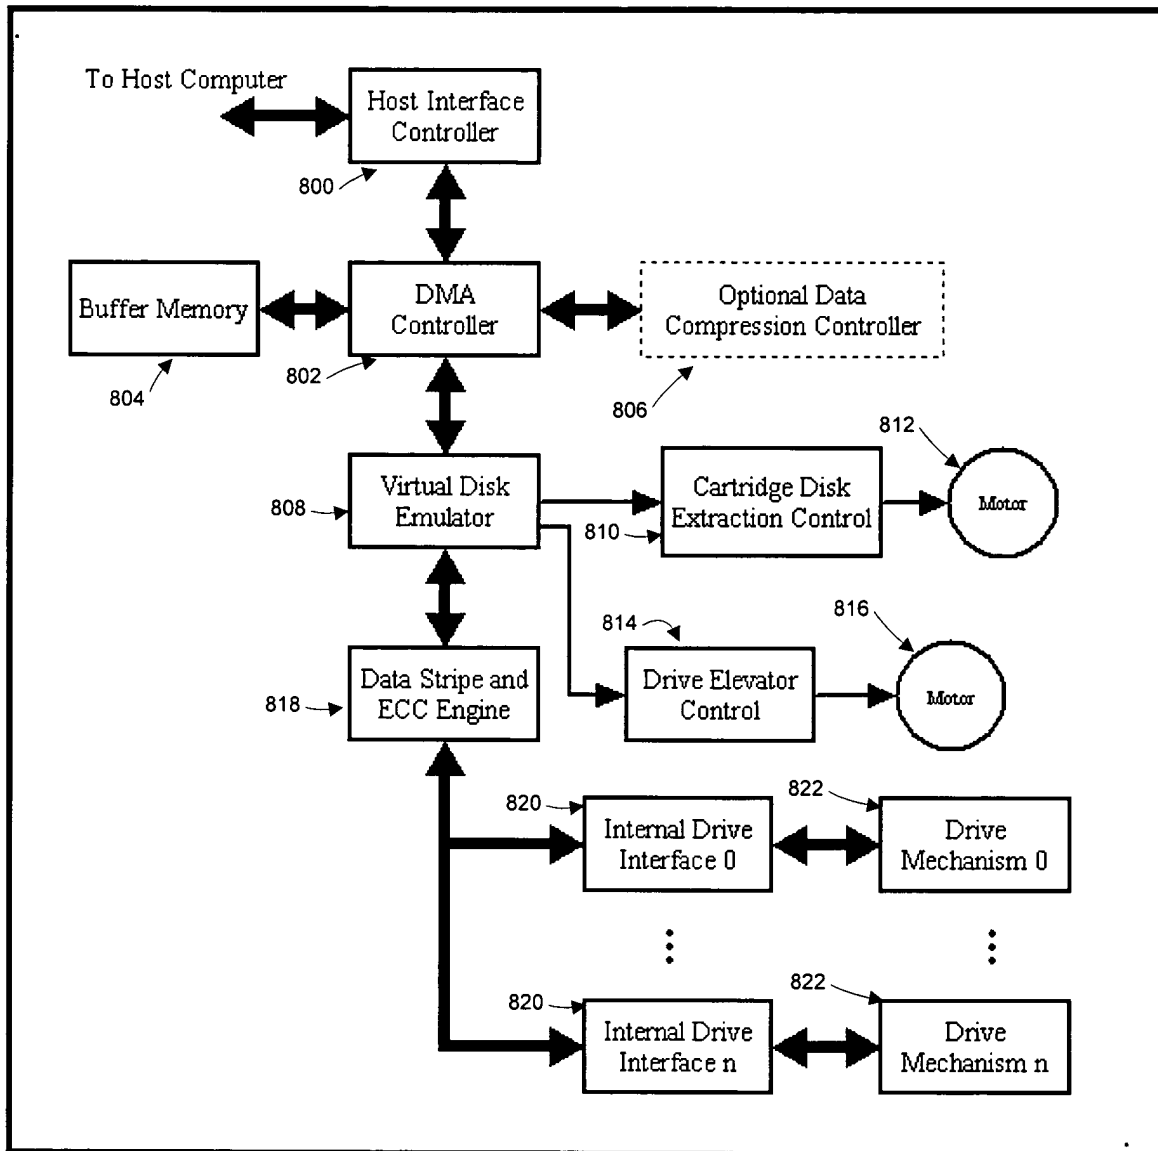 To Host Computer
Host Interface
Controller
800
Buffer Memory
DMA
Controller
Optional Data
Compression Controller
804
802
806
812
Virtual Disk
Emulator
808
Cartridge Disk
Extraction Control
810
Motor
814
816
Data Stripe and
ECC Engine
818
Drive Elevator
Control
Motor
820
822
Internal Drive
Interface 0
Drive
Mechanism 0
820
822
Internal Drive
Interface n
Drive
Mechanism n